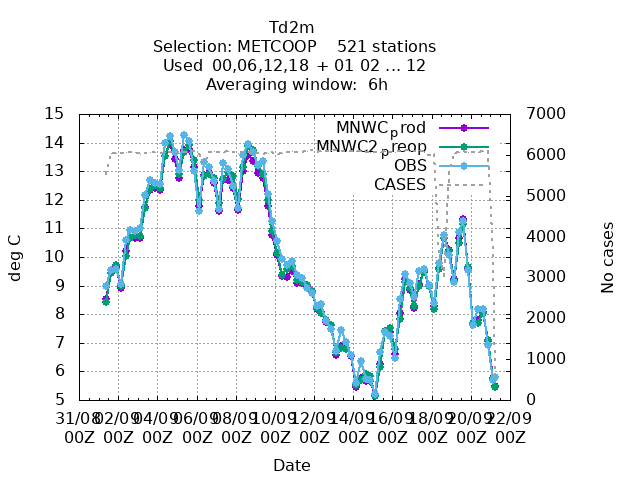 Td2m
Selection: METCOOP 521 stations
Used 00,06,12,18 + 01 02 ... 12
Averaging window: 6h
MNWC_prod
MNWC2_preop
OBS
CASES
deg C
15
14
13
12
11
10
9
8
7
6
5
No cases
7000
6000
5000
4000
3000
2000
1000
0
31/08 02/09 04/09 06/09 08/09 10/09 12/09 14/09 16/09 18/09 20/09 22/09
00Z 00Z 00Z 00Z 00Z 00Z 00Z 00Z 00Z 00Z 00Z 00Z
Date